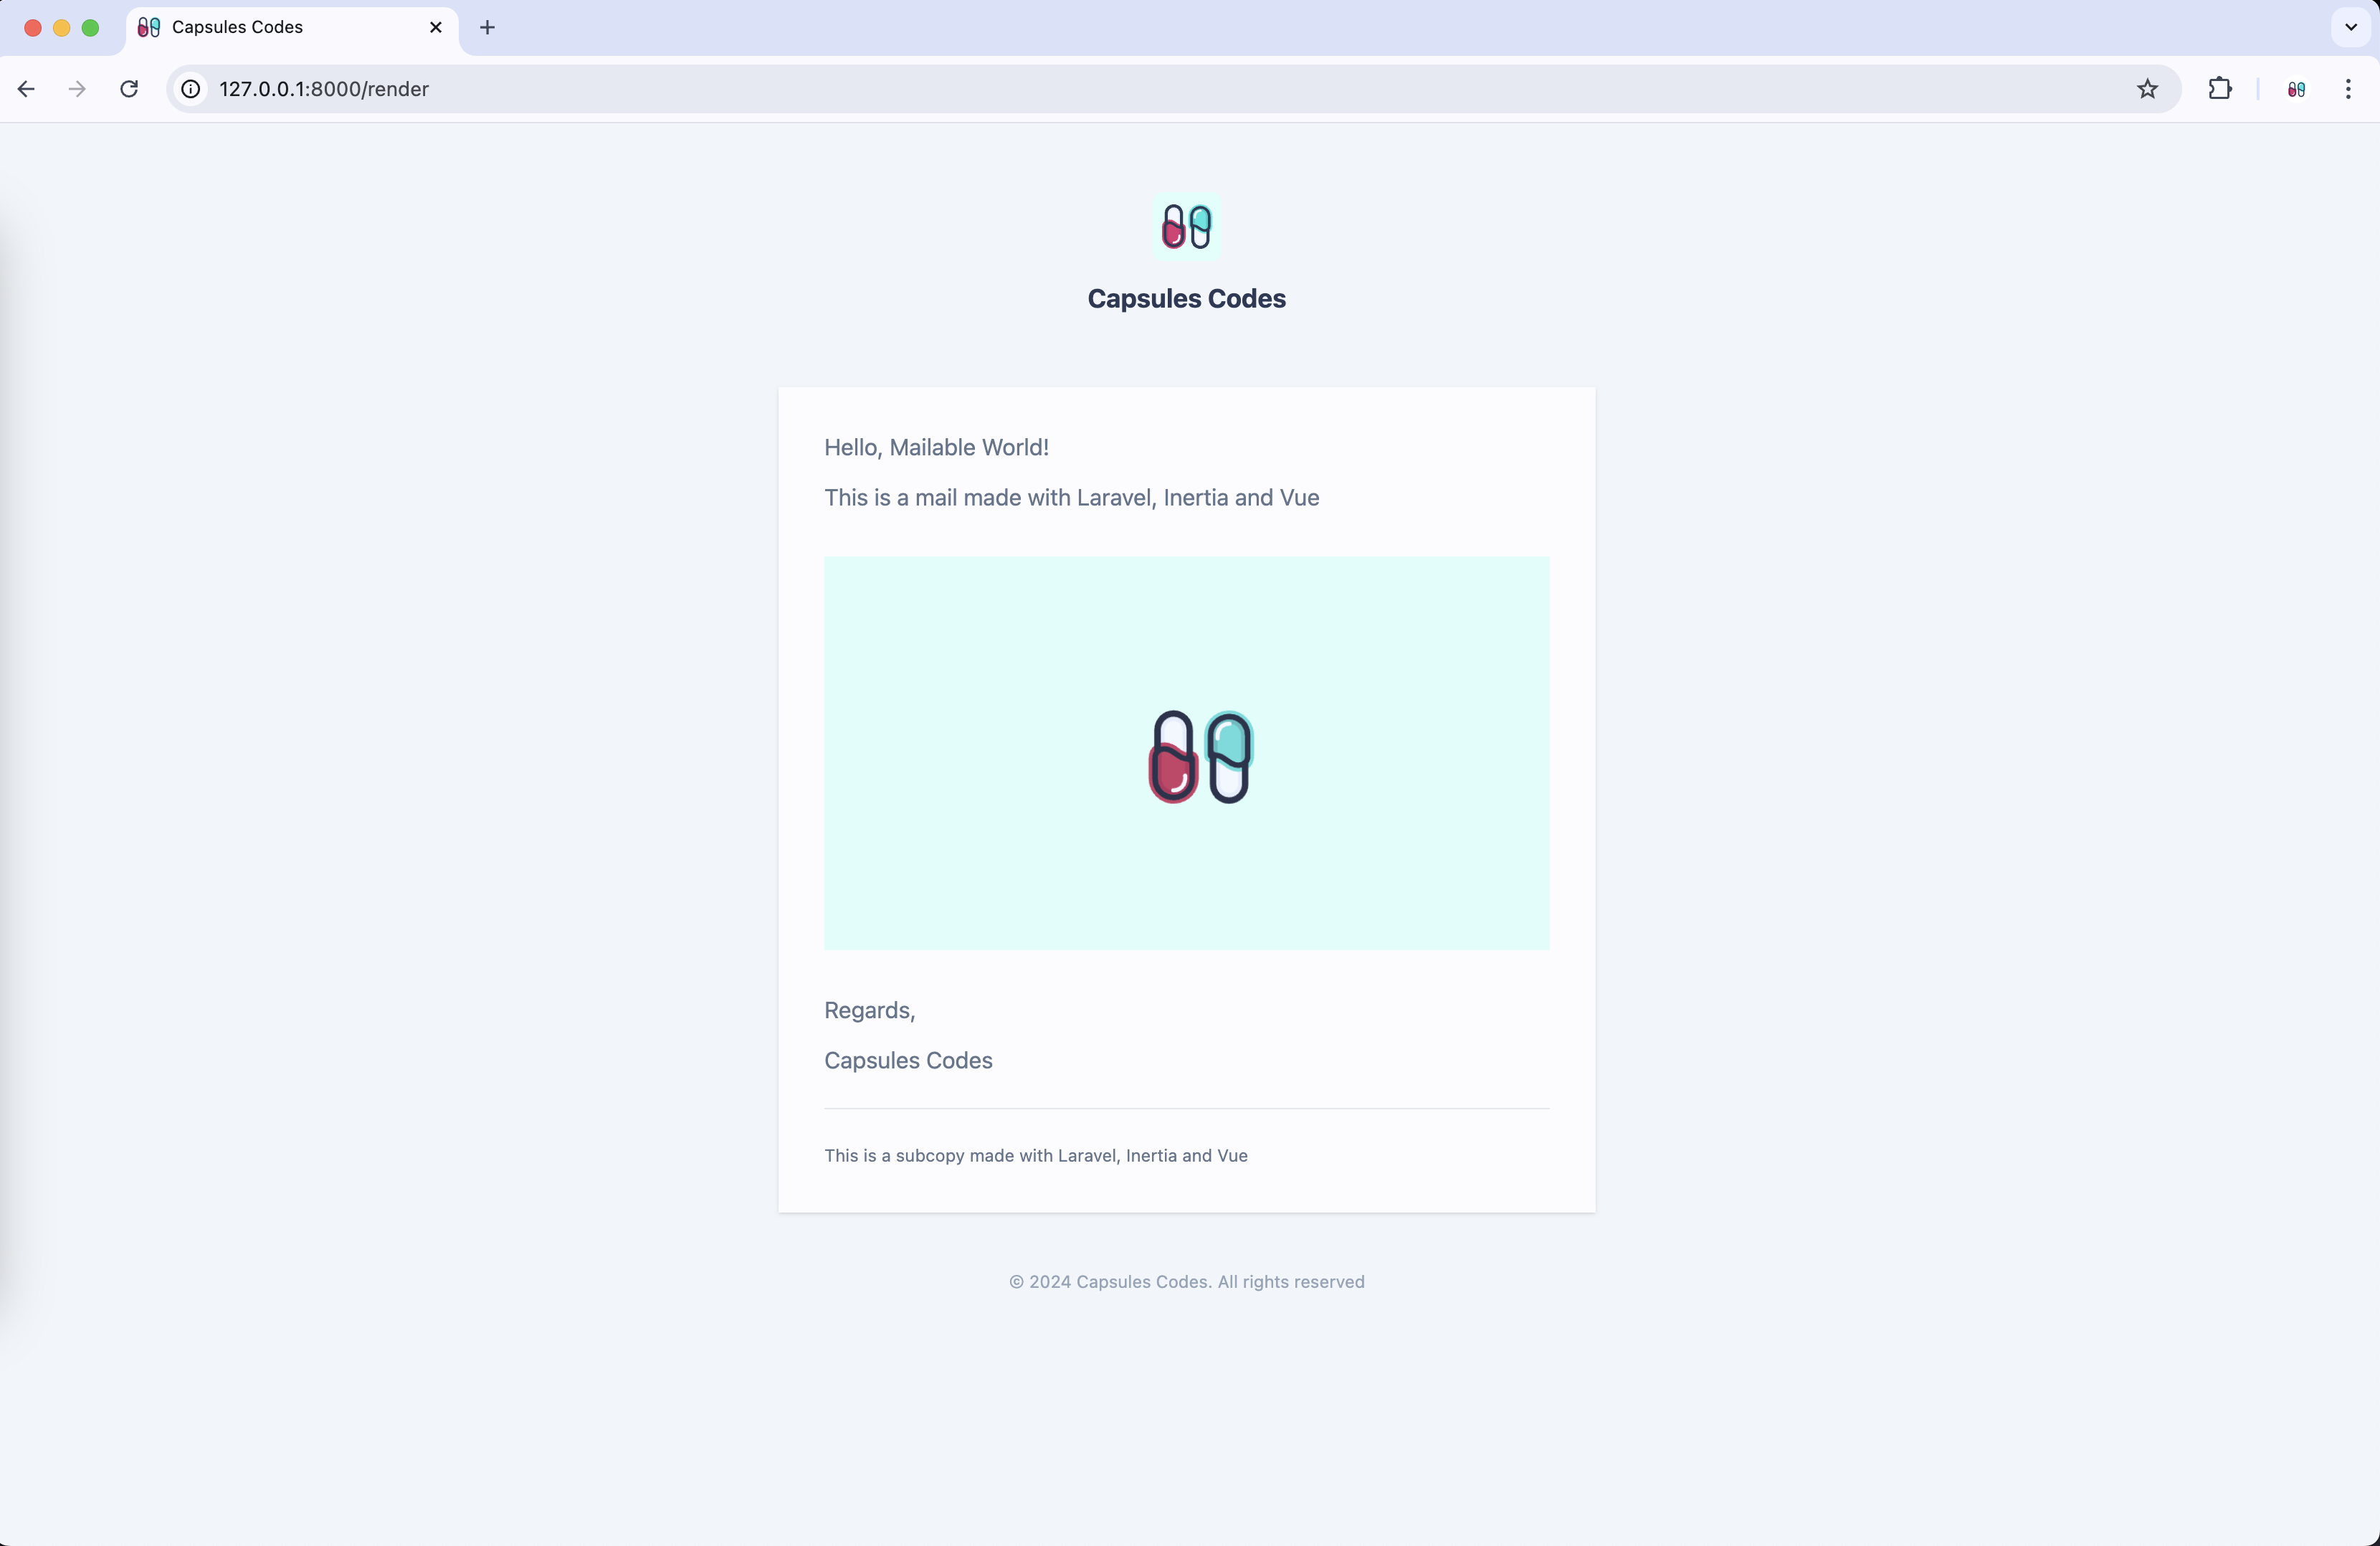 Capsules Codes
127.0.0.1:8000/render
Capsules Codes
Hello, Mailable World!
This is a mail made with Laravel, Inertia and Vue
Regards,
Capsules Codes
This is a subcopy made with Laravel, Inertia and Vue
© 2024 Capsules Codes. All rights reserved